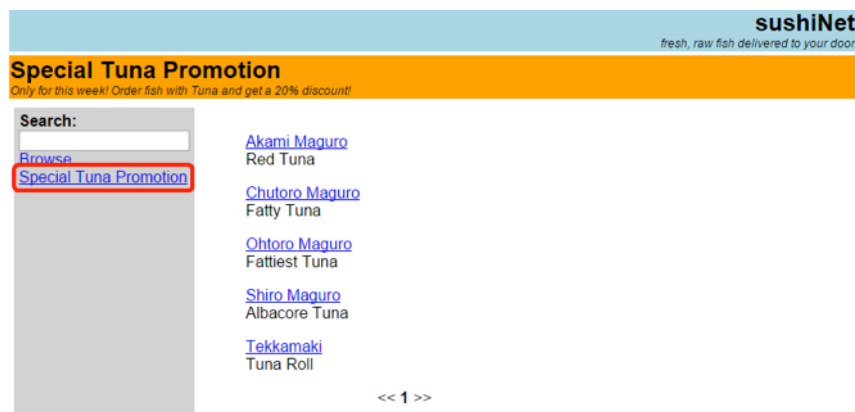 sushiNet
fresh, raw fish delivered to your door
Special Tuna Promotion
Only for this week! Order fish with Tuna and get a 20% discount!
Search:
Browse
Special Tuna Promotion
Akami Maguro
Red Tuna
Chutoro Maguro
Fatty Tuna
Ohtoro Maguro
Fattiest Tuna
Shiro Maguro
Albacore Tuna
Tekkamaki
Tuna Roll
<< 1 >>